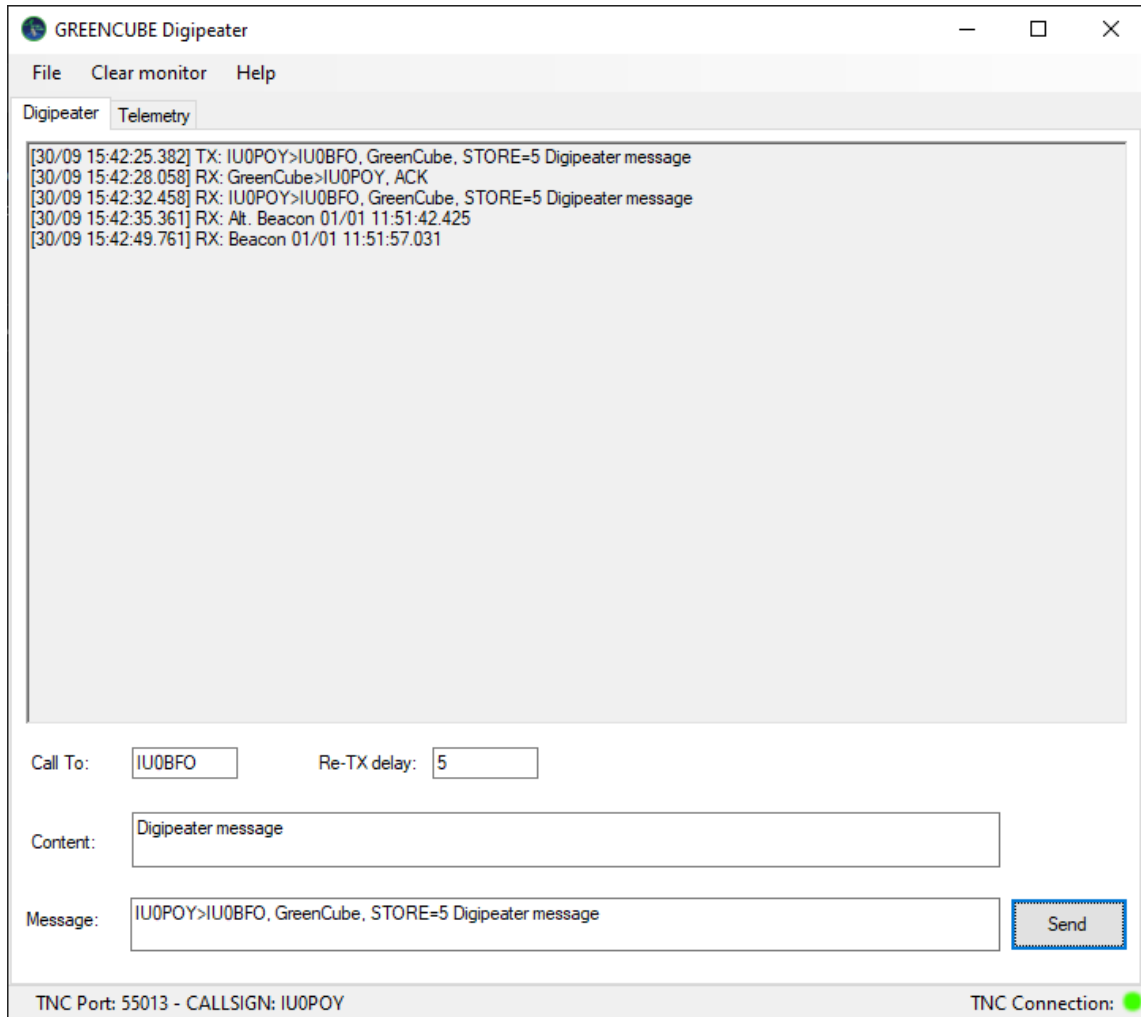 GREENCUBE Digipeater
File Clear monitor Help
Digipeater Telemetry
[30/09 15:42:25.382] TX: IU0POY>IU0BFO, GreenCube, STORE=5 Digipeater message
[30/09 15:42:28.058] RX: GreenCube>IU0POY, ACK
[30/09 15:42:32.458] RX: IU0POY>IU0BFO, GreenCube, STORE=5 Digipeater message
[30/09 15:42:35.361] RX: Alt. Beacon 01/01 11:51:42.425
[30/09 15:42:49.761] RX: Beacon 01/01 11:51:57.031
Call To: IU0BFO Re-TX delay: 5
Content: Digipeater message
Message: IU0POY>IU0BFO, GreenCube, STORE=5 Digipeater message Send
TNC Port: 55013 - CALLSIGN: IU0POY TNC Connection: